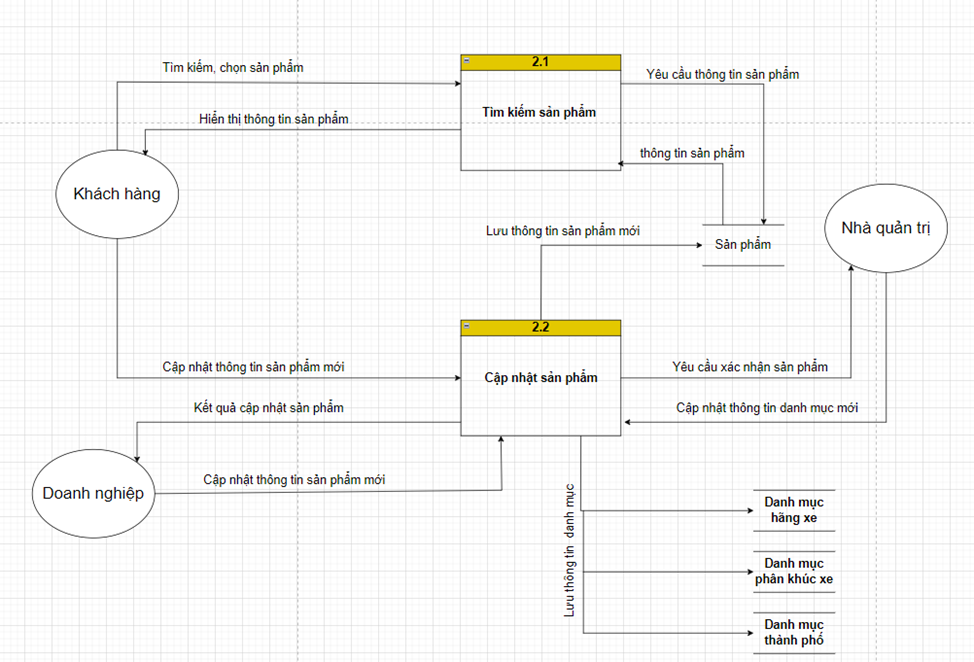 Tìm kiếm, chọn sản phẩm
2.1
Yêu cầu thông tin sản phẩm
Tìm kiếm sản phẩm
Hiển thị thông tin sản phẩm
thông tin sản phẩm
Khách hàng
Nhà quản trị
Lưu thông tin sản phẩm mới
Sản phẩm
2.2
Cập nhật thông tin sản phẩm mới
Cập nhật sản phẩm
Yêu cầu xác nhận sản phẩm
Kết quả cập nhật sản phẩm
Cập nhật thông tin danh mục mới
Cập nhật thông tin sản phẩm mới
Doanh nghiệp
Lưu thông tin danh mục
Danh mục
hãng xe
Danh mục
phân khúc xe
Danh mục
thành phố